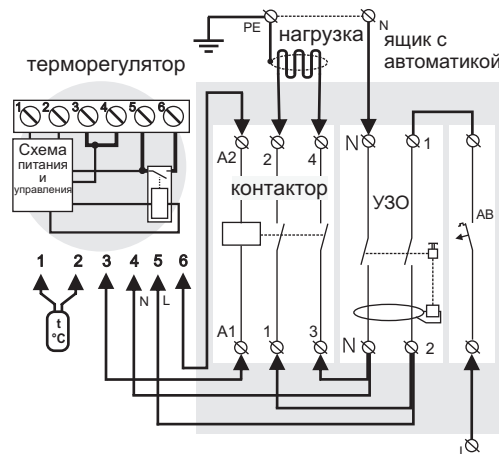 PE
N
нагрузка
ящик с
автоматикой
терморегулятор
1 2 3 4 5 6
Схема
питания
и
управления
A2 2 4 N 1
контактор
УЗО
АВ
1 2 3 4 5 6
N L
t
°C
A1 1 3 N 2
L